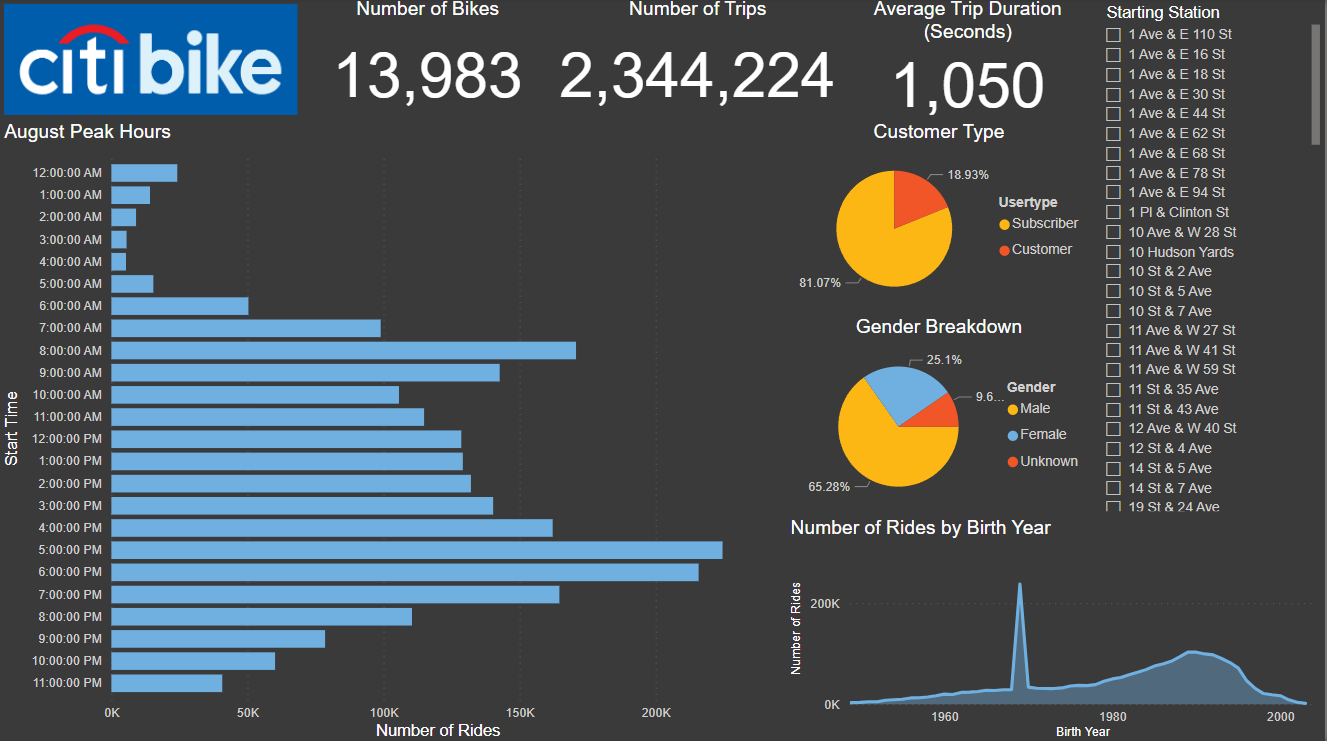 citi bike
Number of Bikes
13,983
Number of Trips
2,344,224
Average Trip Duration
(Seconds)
1,050
Starting Station
1 Ave & E 110 St
1 Ave & E 16 St
1 Ave & E 18 St
1 Ave & E 30 St
1 Ave & E 44 St
1 Ave & E 62 St
1 Ave & E 68 St
1 Ave & E 78 St
1 Ave & E 94 St
1 Pl & Clinton St
10 Ave & W 28 St
10 Hudson Yards
10 St & 2 Ave
10 St & 5 Ave
10 St & 7 Ave
11 Ave & W 27 St
11 Ave & W 41 St
11 Ave & W 59 St
11 St & 35 Ave
11 St & 43 Ave
12 Ave & W 40 St
12 St & 4 Ave
14 St & 5 Ave
14 St & 7 Ave
19 St & 24 Ave
August Peak Hours
Start Time
12:00:00 AM
1:00:00 AM
2:00:00 AM
3:00:00 AM
4:00:00 AM
5:00:00 AM
6:00:00 AM
7:00:00 AM
8:00:00 AM
9:00:00 AM
10:00:00 AM
11:00:00 AM
12:00:00 PM
1:00:00 PM
2:00:00 PM
3:00:00 PM
4:00:00 PM
5:00:00 PM
6:00:00 PM
7:00:00 PM
8:00:00 PM
9:00:00 PM
10:00:00 PM
11:00:00 PM
0K 50K 100K 150K 200K
Number of Rides
Customer Type
18.93%
81.07%
Usertype
Subscriber
Customer
Gender Breakdown
25.1%
9.6...
65.28%
Gender
Male
Female
Unknown
Number of Rides by Birth Year
Number of Rides
200K
0K
1960 1980 2000
Birth Year